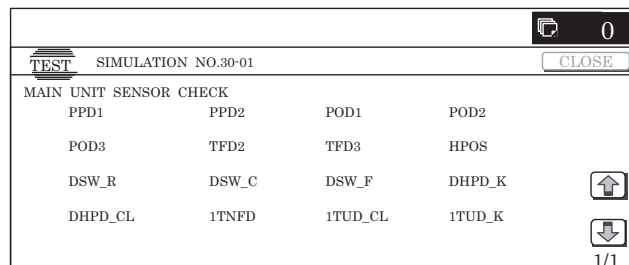 0
TEST SIMULATION NO.30-01 CLOSE
MAIN UNIT SENSOR CHECK
PPD1 PPD2 POD1 POD2
POD3 TFD2 TFD3 HPOS
DSW_R DSW_C DSW_F DHPD_K
DHPD_CL 1TNFD 1TUD_CL 1TUD_K
1/1